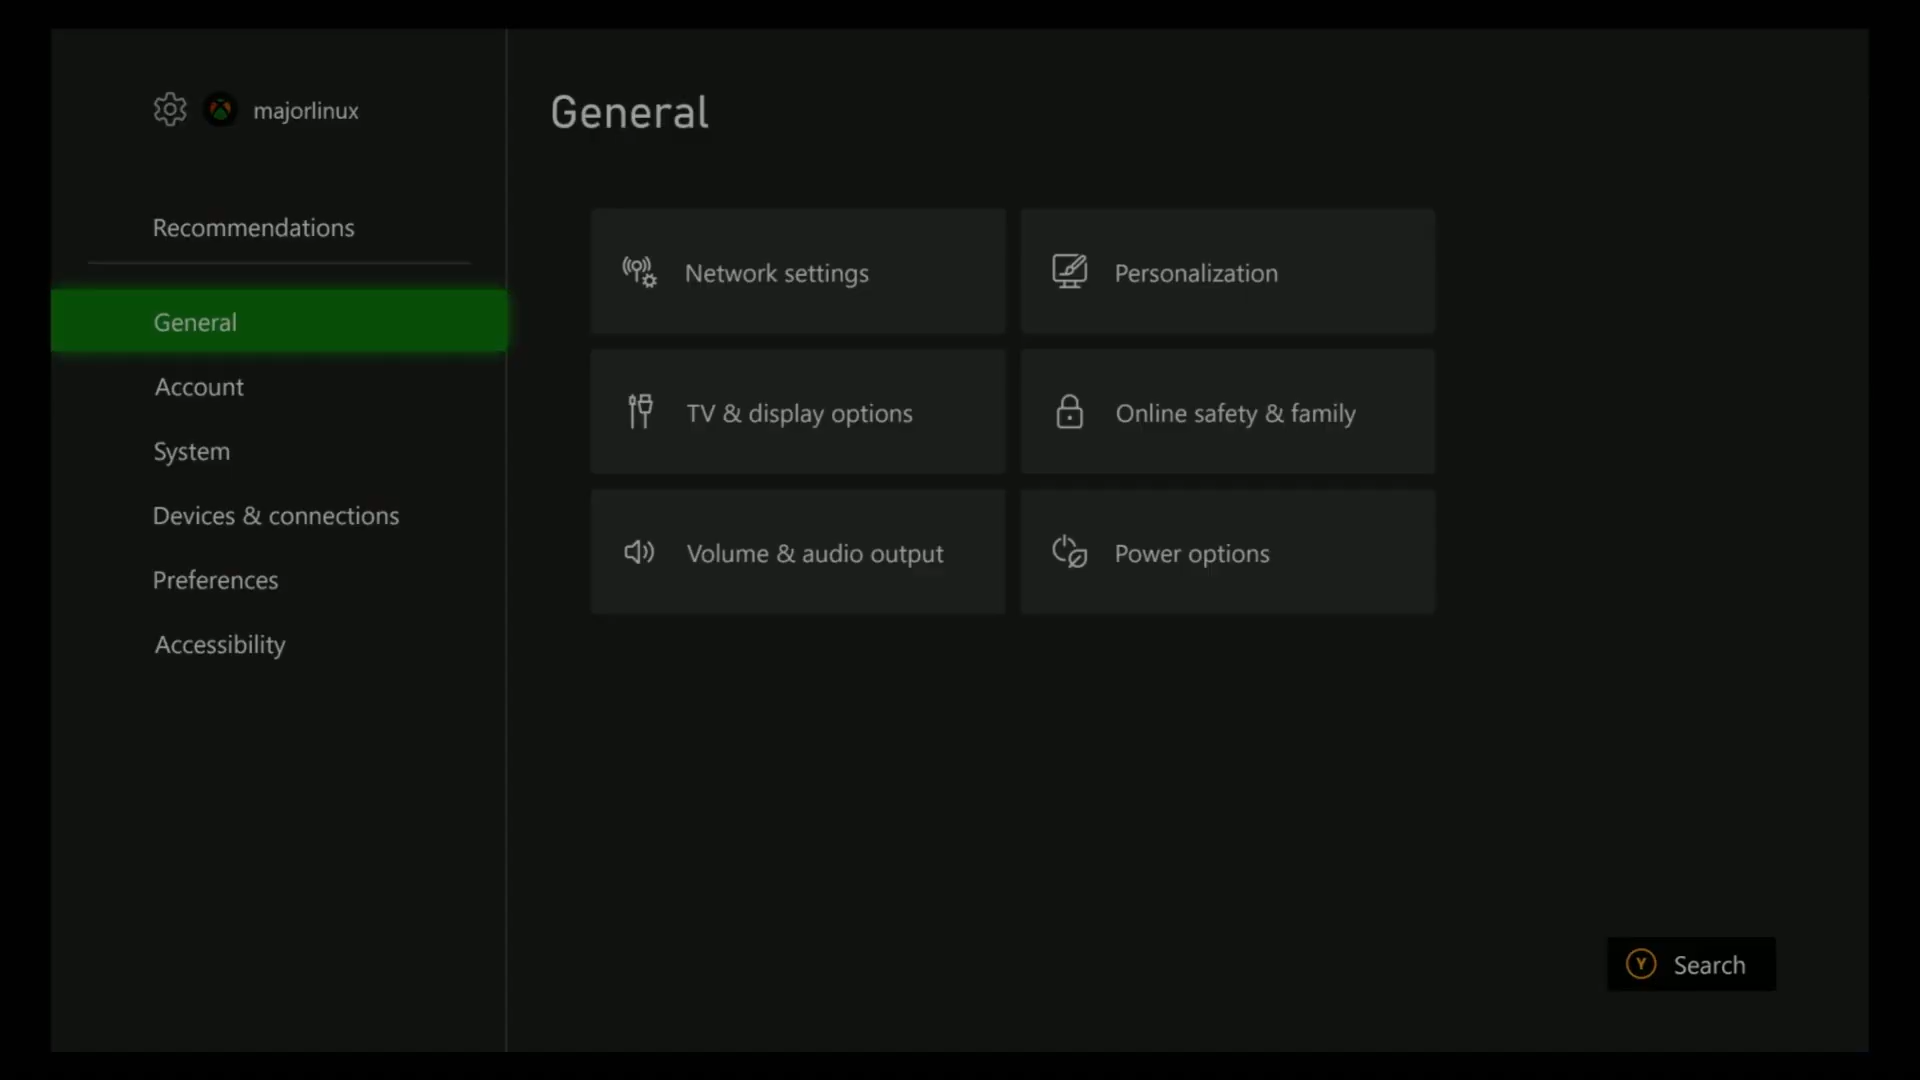 majorlinux
Recommendations
General
Account
System
Devices & connections
Preferences
Accessibility
General
Network settings
Personalization
TV & display options
Online safety & family
Volume & audio output
Power options
Y Search